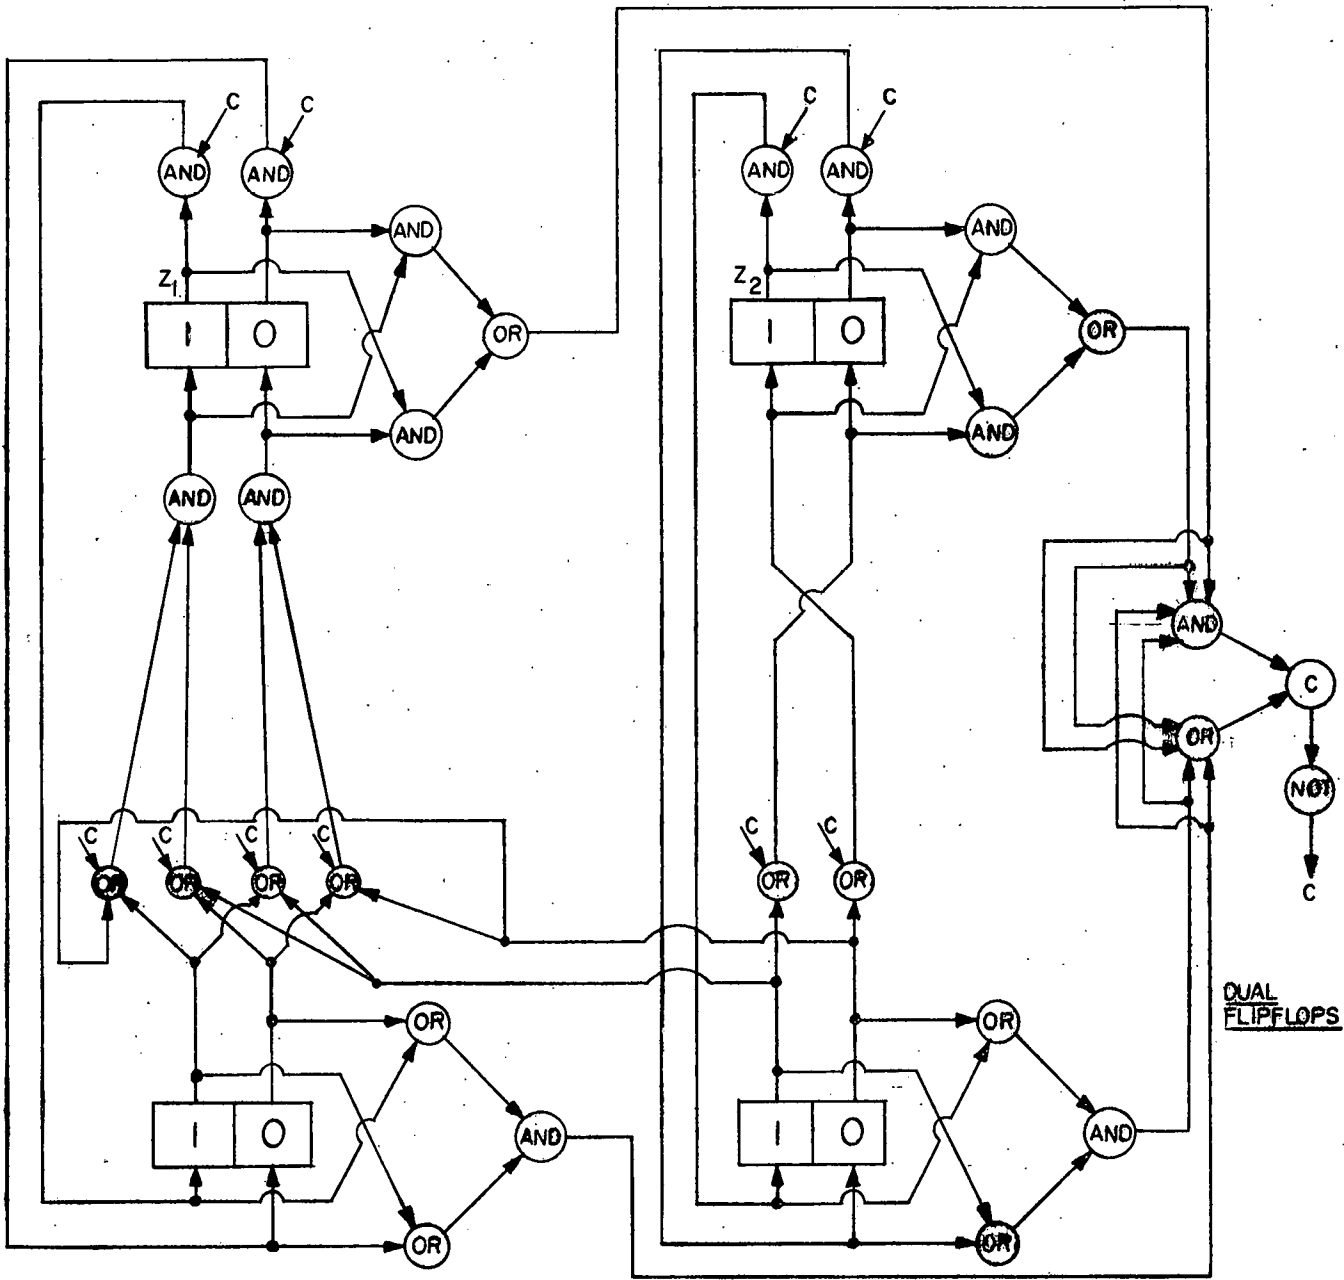 C C C C
AND AND AND AND
AND AND
Z1 Z2
1 0 OR 1 0 OR
AND AND
AND AND
AND
C
OR
NOT
C C C C C C
OR OR OR OR OR OR
C
DUAL
FLIPFLOPS
OR OR
1 0 AND 1 0 AND
OR OR